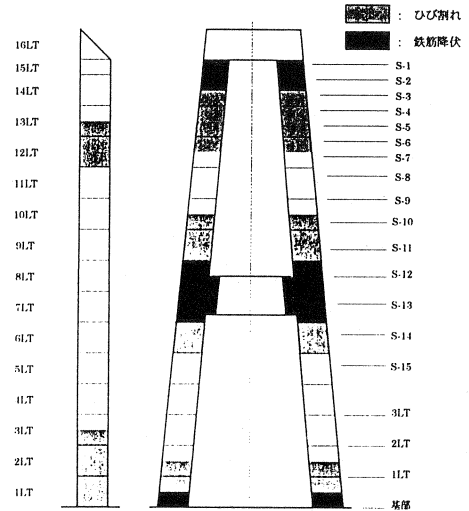 : ひび割れ
: 鉄筋降伏
16LT
15LT
14LT
13LT
12LT
11LT
10LT
9LT
8LT
7LT
6LT
5LT
4LT
3LT
2LT
1LT
S-1
S-2
S-3
S-4
S-5
S-6
S-7
S-8
S-9
S-10
S-11
S-12
S-13
S-14
S-15
3LT
2LT
1LT
基部